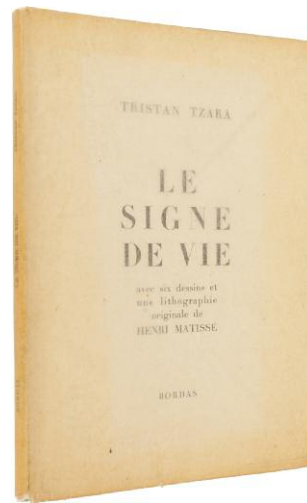 TRISTAN TZARA
LE
SIGNE
DE VIE
avec six dessins et
une lithographie
originale de
HENRI MATISSE
BORDAS